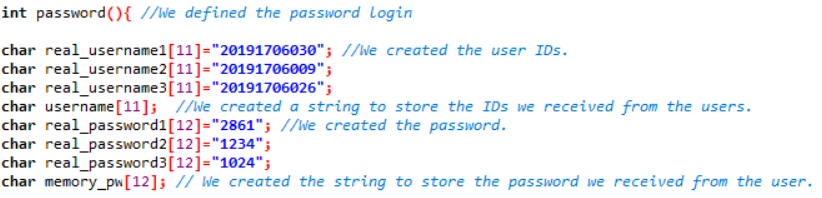 int password(){ //We defined the password login
char real_username1[11]="20191706030"; //We created the user IDs.
char real_username2[11]="20191706009";
char real_username3[11]="20191706026";
char username[11];  //We created a string to store the IDs we received from the users.
char real_password1[12]="2861"; //We created the password.
char real_password2[12]="1234";
char real_password3[12]="1024";
char memory_pw[12]; // We created the string to store the password we received from the user.